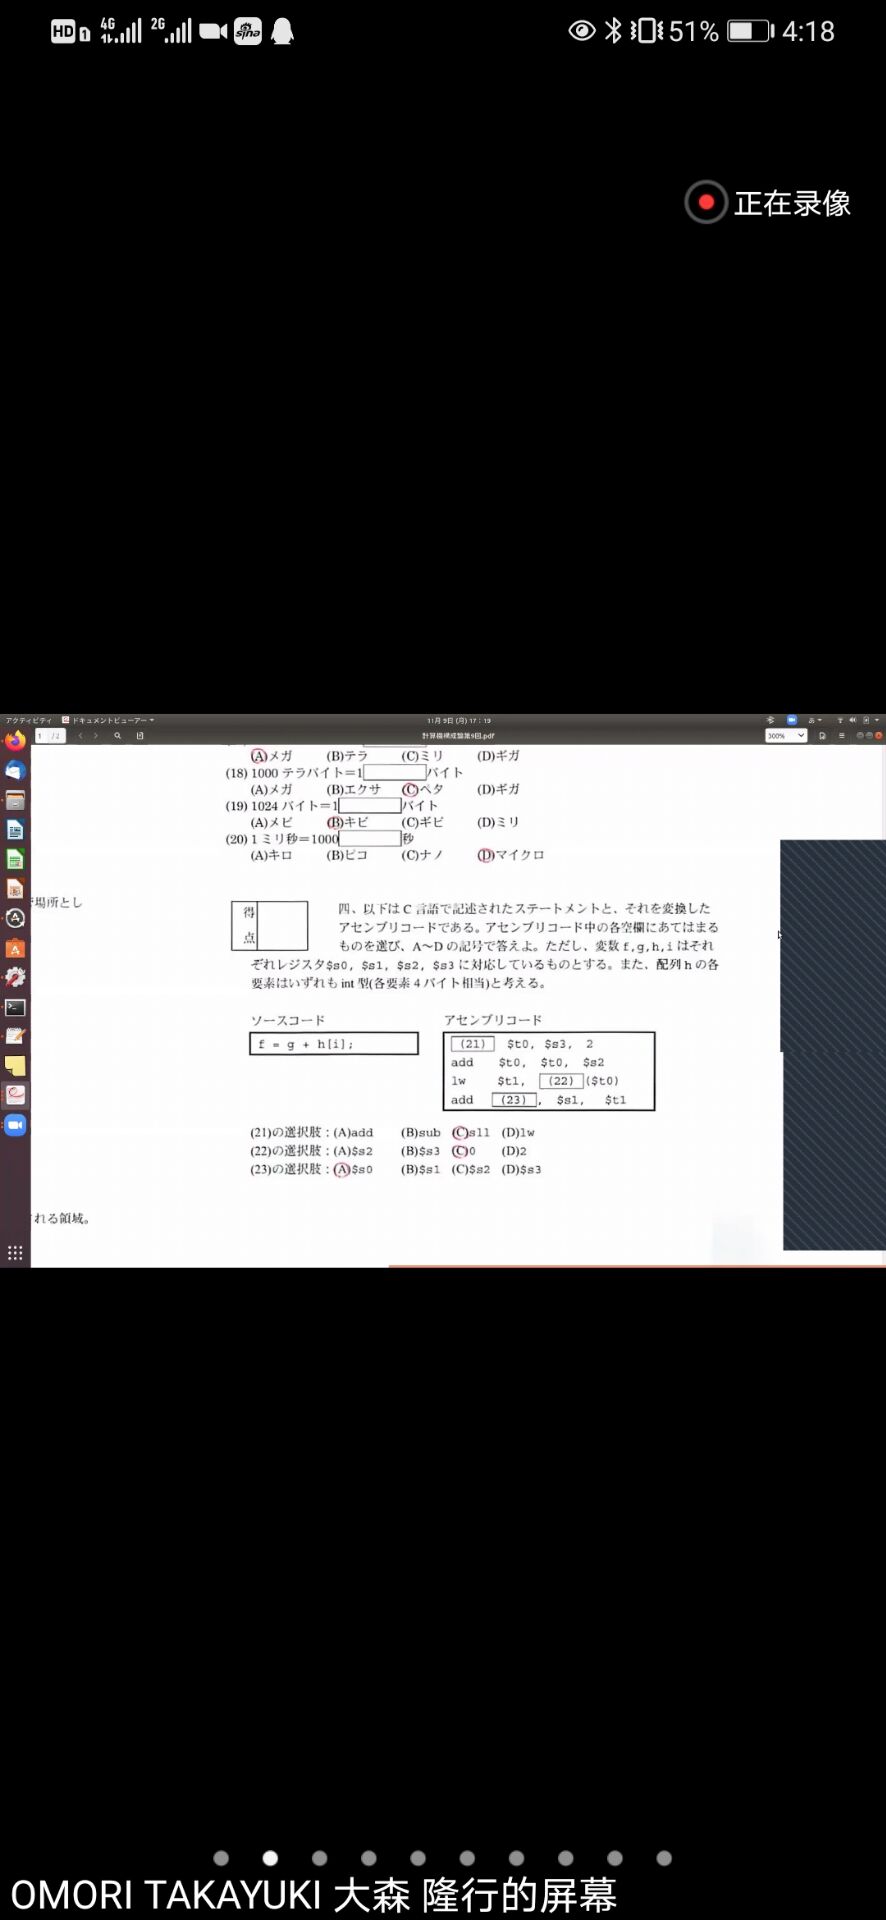 HD 1 4G 2G sina 51% 4:18
正在录像
アクティビティ ドキュメントビューアー 11月 9日 (月) 17：19 あ
1 / 2 計算機構成論第9回.pdf 300%
(A)メガ (B)テラ (C)ミリ (D)ギガ
(18) 1000 テラバイト＝1 バイト
(A)メガ (B)エクサ (C)ペタ (D)ギガ
(19) 1024 バイト＝1 バイト
(A)メビ (B)キビ (C)ギビ (D)ミリ
(20) 1 ミリ秒＝1000 秒
(A)キロ (B)ピコ (C)ナノ (D)マイクロ
場所とし
得点
四、以下は C 言語で記述されたステートメントと、それを変換した
アセンブリコードである。アセンブリコード中の各空欄にあてはまる
ものを選び、A～D の記号で答えよ。ただし、変数 f,g,h,i はそれ
ぞれレジスタ$s0, $s1, $s2, $s3 に対応しているものとする。また、配列 h の各
要素はいずれも int 型(各要素 4 バイト相当)と考える。
ソースコード
f = g + h[i];
アセンブリコード
(21) $t0, $s3, 2
add $t0, $t0, $s2
lw $t1, (22) ($t0)
add (23) , $s1, $t1
(21)の選択肢：(A)add (B)sub (C)sll (D)lw
(22)の選択肢：(A)$s2 (B)$s3 (C)0 (D)2
(23)の選択肢：(A)$s0 (B)$s1 (C)$s2 (D)$s3
れる領域。
OMORI TAKAYUKI 大森 隆行的屏幕